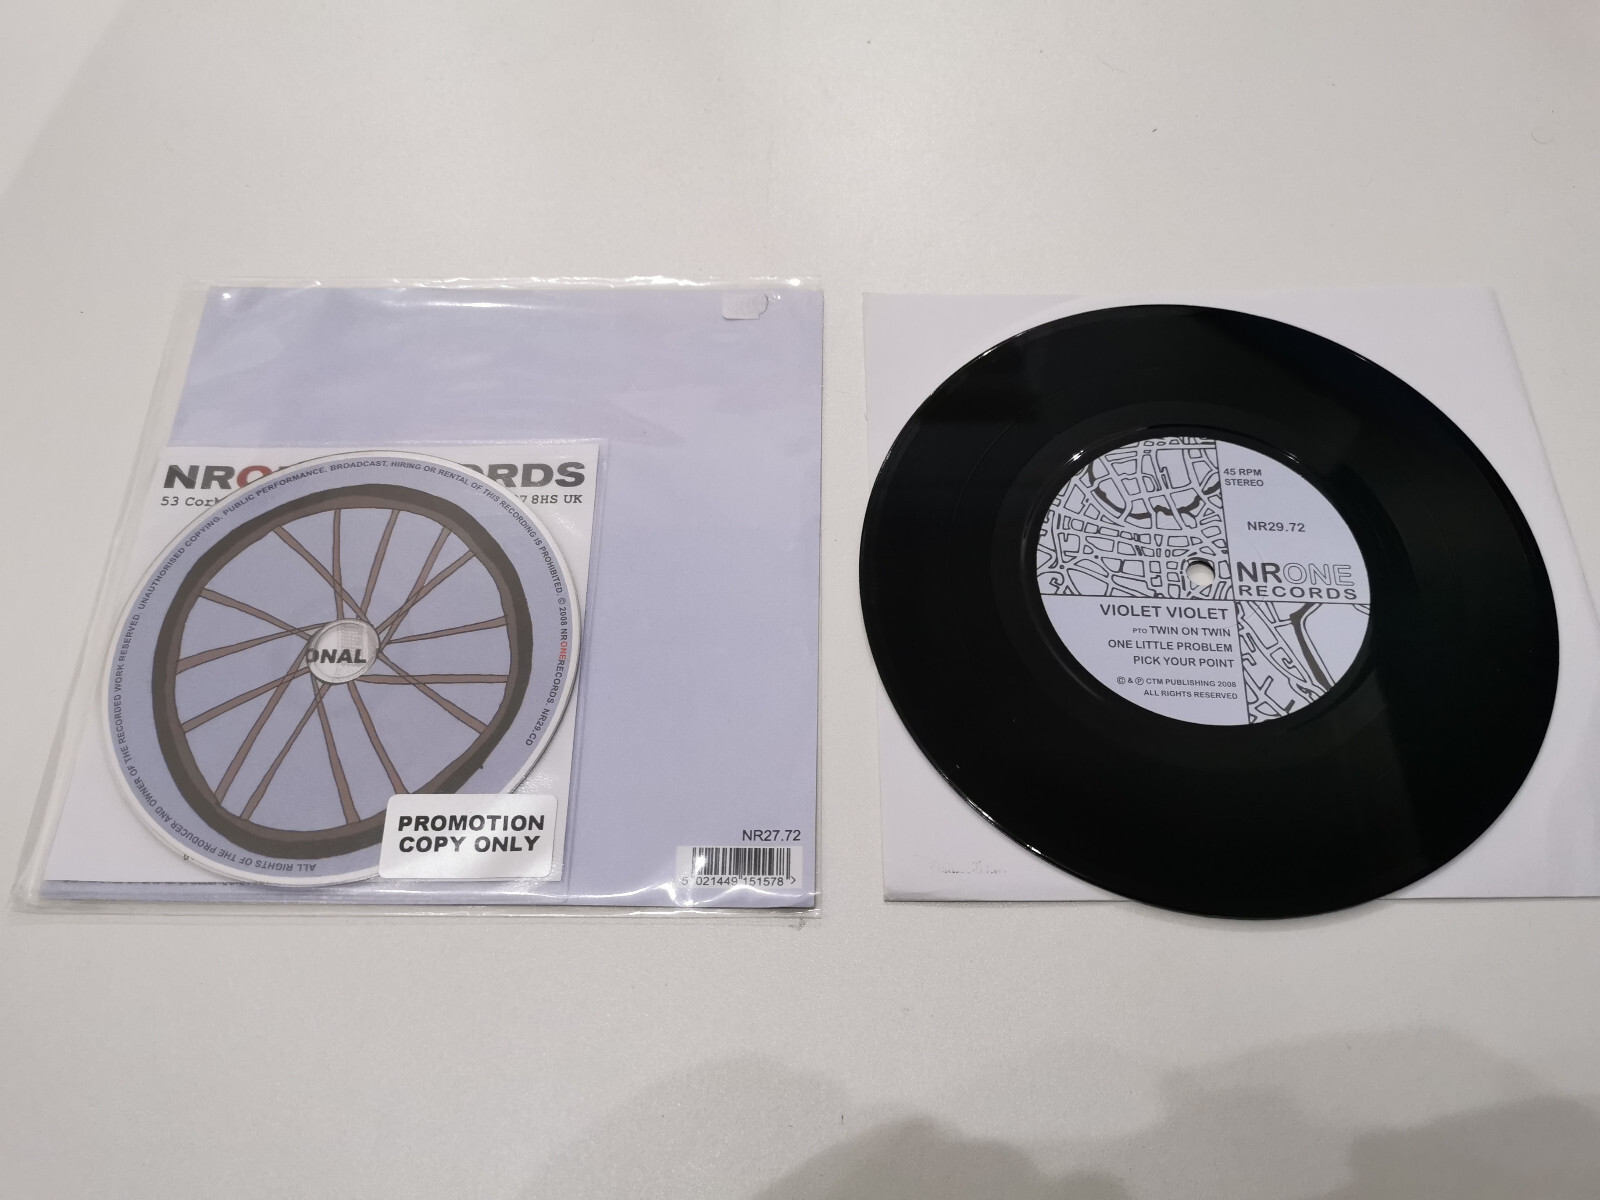 NRO RDS
53 Cor 7 8HS UK
ALL RIGHTS OF THE PRODUCER AND OWNER OF THE RECORDED WORK RESERVED. UNAUTHORISED COPYING, PUBLIC PERFORMANCE, BROADCAST, HIRING OR RENTAL OF THIS RECORDING IS PROHIBITED. © 2008 NRONERECORDS. NR29.CD
ONAL
PROMOTION
COPY ONLY
NR27.72
5 021449 151578 >
45 RPM
STEREO
NR29.72
NRONE
RECORDS
VIOLET VIOLET
PTO TWIN ON TWIN
ONE LITTLE PROBLEM
PICK YOUR POINT
© & ℗ CTM PUBLISHING 2008
ALL RIGHTS RESERVED